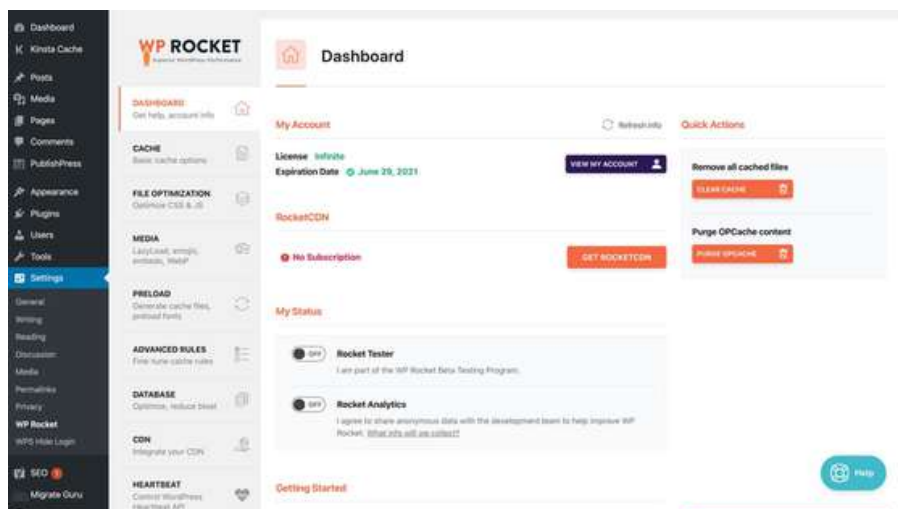 Dashboard
Kinsta Cache
Posts
Media
Pages
Comments
PublishPress
Appearance
Plugins
Users
Tools
Settings
General
Writing
Reading
Discussion
Media
Permalinks
Privacy
WP Rocket
WPS Hide Login
SEO
Migrate Guru
WP ROCKET
Superior WordPress Performance
DASHBOARD
Get help, account info
CACHE
Basic cache options
FILE OPTIMIZATION
Optimize CSS & JS
MEDIA
LazyLoad, emojis,
embeds, WebP
PRELOAD
Generate cache files,
preload fonts
ADVANCED RULES
Fine-tune cache rules
DATABASE
Optimize, reduce bloat
CDN
Integrate your CDN
HEARTBEAT
Control WordPress
Heartbeat API
Dashboard
My Account
Refresh info
License Infinite
Expiration Date June 29, 2021
VIEW MY ACCOUNT
RocketCDN
No Subscription
GET ROCKETCDN
My Status
OFF
Rocket Tester
I am part of the WP Rocket Beta Testing Program.
OFF
Rocket Analytics
I agree to share anonymous data with the development team to help improve WP
Rocket. What info will we collect?
Getting Started
Quick Actions
Remove all cached files
CLEAR CACHE
Purge OPCache content
PURGE OPCACHE
Help